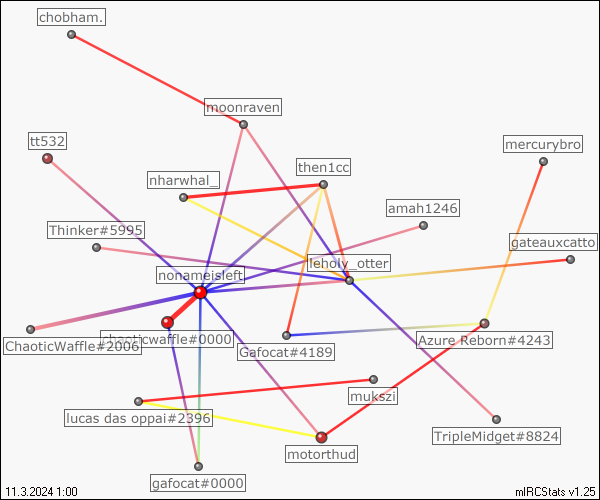 chobham.
moonraven
tt532
mercurybro
then1cc
nharwhal_
amah1246
Thinker#5995
gateauxcatto
leholy_otter
nonameisleft
chaoticwaffle#0000
ChaoticWaffle#2006
Gafocat#4189
Azure Reborn#4243
mukszi
lucas das oppai#2396
TripleMidget#8824
motorthud
gafocat#0000
11.3.2024 1:00
mIRCStats v1.25